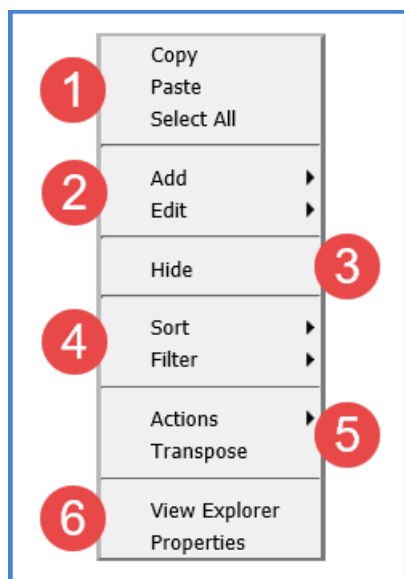 1
Copy
Paste
Select All
2
Add
Edit
3
Hide
4
Sort
Filter
5
Actions
Transpose
6
View Explorer
Properties